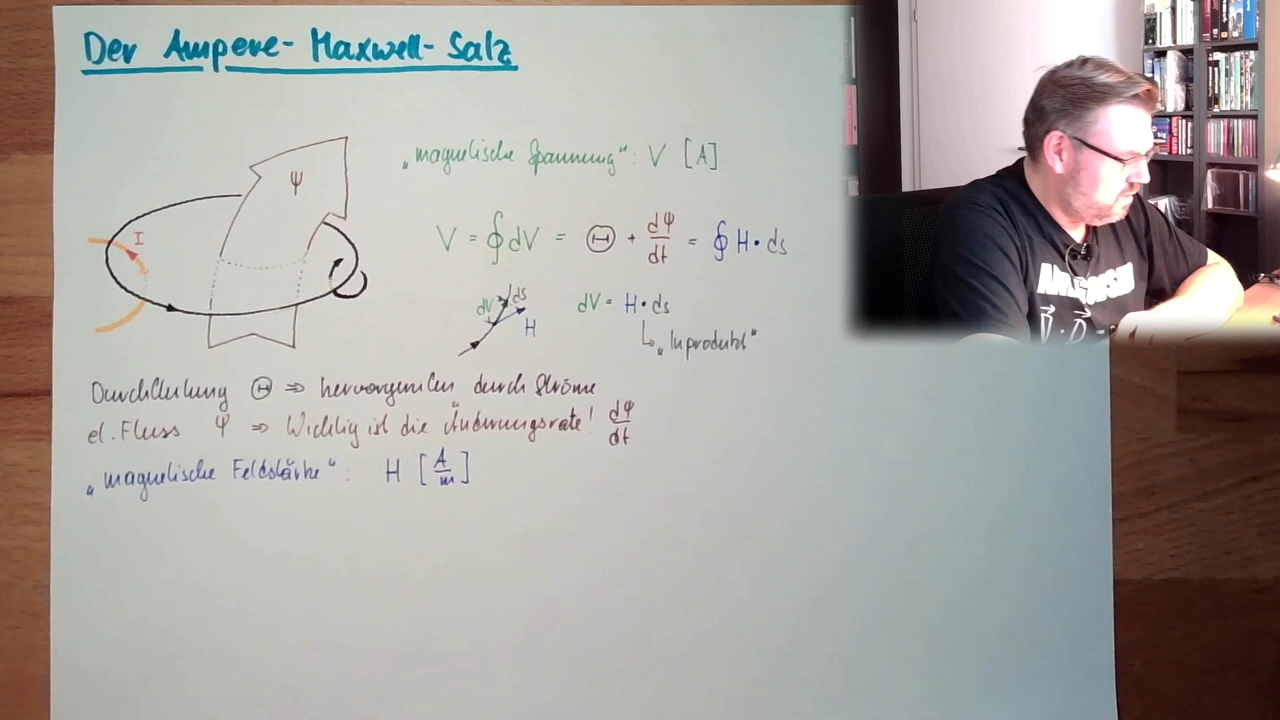 Der Ampere-Maxwell-Satz
Ψ
I
„magnetische Spannung“: V [A]
V = ∮dV = Θ + dΨ/dt = ∮ H • ds
dV
ds
H
dV = H • ds
↳ „Inprodukt“
Durchflutung Θ ⇒ hervorgerufen durch Ströme
el. Fluss Ψ ⇒ Wichtig ist die Änderungsrate! dΨ/dt
„magnetische Feldstärke“: H [A/m]
∇ · D =